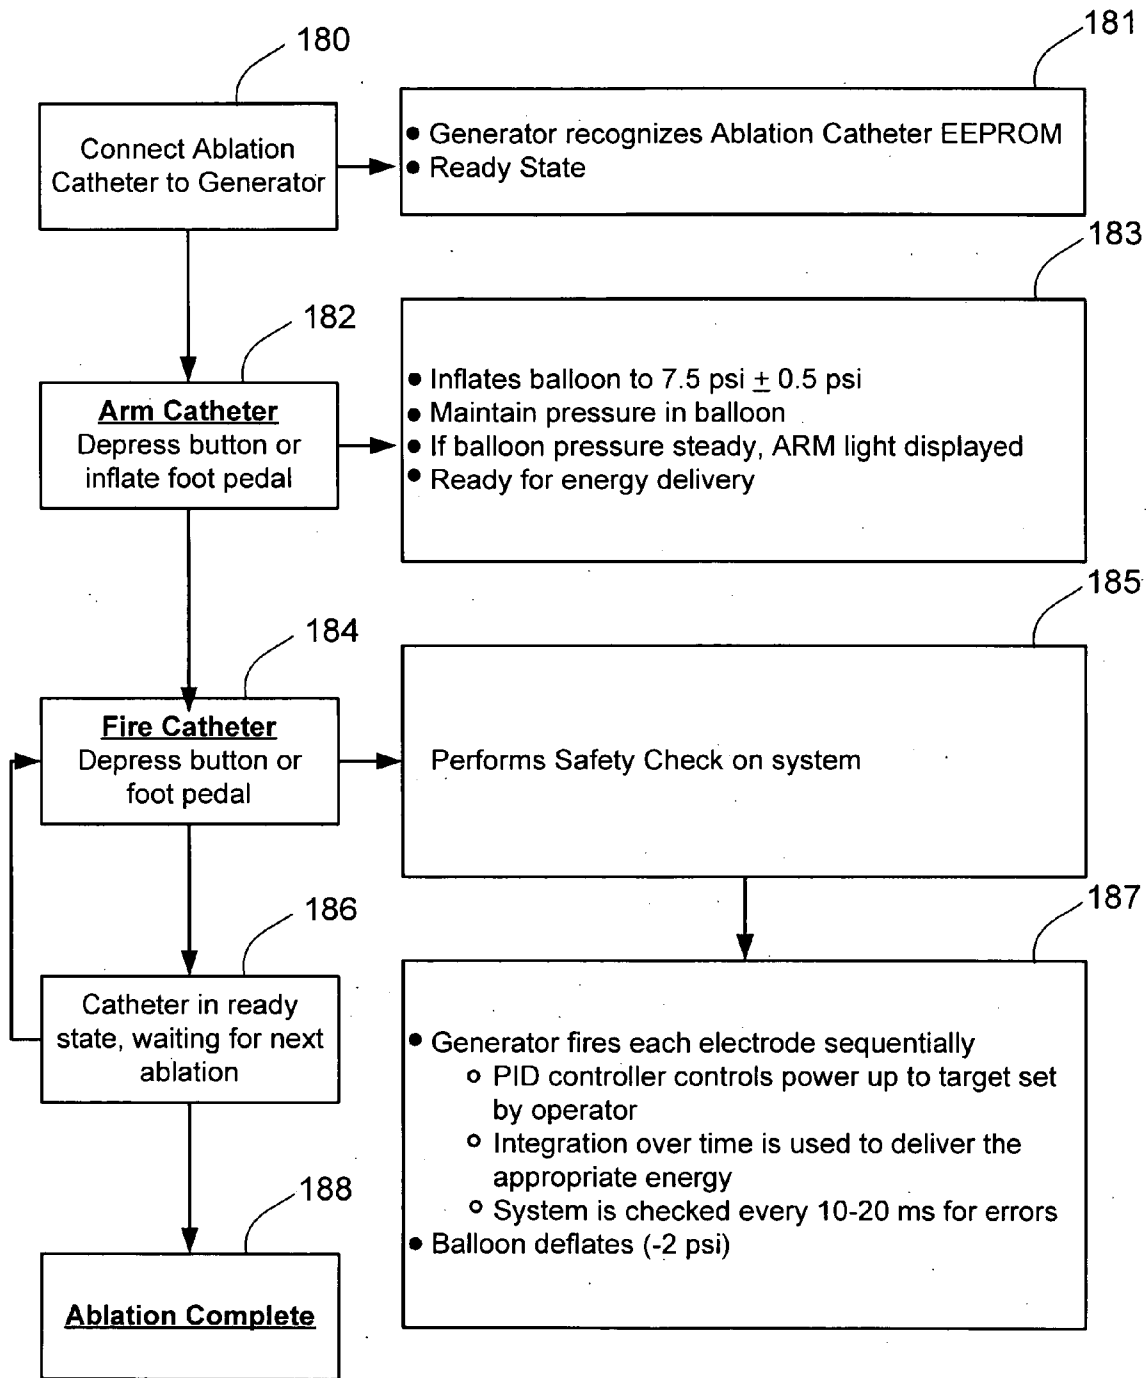 180
181
Connect Ablation
Catheter to Generator
● Generator recognizes Ablation Catheter EEPROM
● Ready State
182
183
Arm Catheter
Depress button or
inflate foot pedal
● Inflates balloon to 7.5 psi ± 0.5 psi
● Maintain pressure in balloon
● If balloon pressure steady, ARM light displayed
● Ready for energy delivery
184
185
Fire Catheter
Depress button or
foot pedal
Performs Safety Check on system
186
187
Catheter in ready
state, waiting for next
ablation
● Generator fires each electrode sequentially
o PID controller controls power up to target set
by operator
o Integration over time is used to deliver the
appropriate energy
o System is checked every 10-20 ms for errors
● Balloon deflates (-2 psi)
188
Ablation Complete